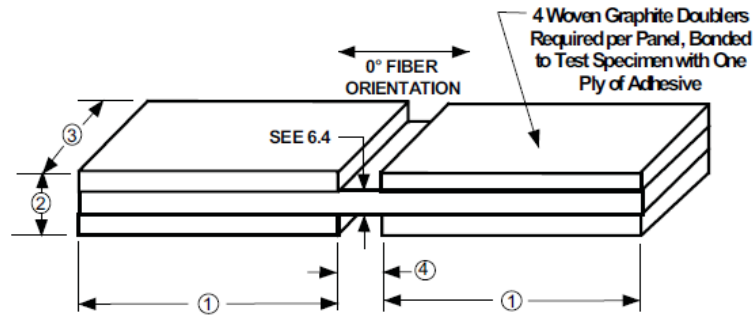 4 Woven Graphite Doublers
Required per Panel, Bonded
to Test Specimen with One
Ply of Adhesive
0° FIBER
ORIENTATION
SEE 6.4
③
②
④
① ①